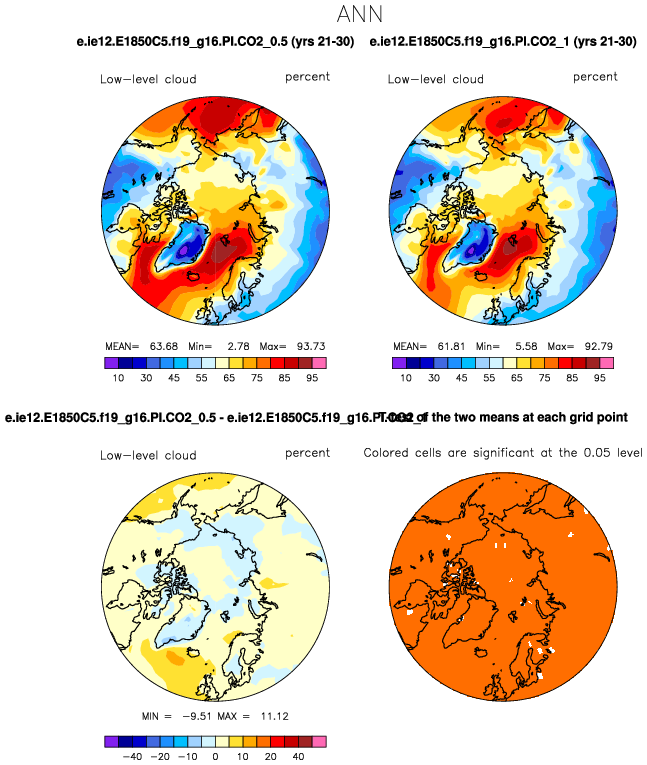 ANN
e.ie12.E1850C5.f19_g16.PI.CO2_0.5 (yrs 21-30) e.ie12.E1850C5.f19_g16.PI.CO2_1 (yrs 21-30)
Low-level cloud percent Low-level cloud percent
MEAN= 63.68 Min= 2.78 Max= 93.73 MEAN= 61.81 Min= 5.58 Max= 92.79
10 30 45 55 65 75 85 95 10 30 45 55 65 75 85 95
e.ie12.E1850C5.f19_g16.PI.CO2_0.5 - e.ie12.E1850C5.f19_g16.PI.CO2_1
T-test of the two means at each grid point
Low-level cloud percent Colored cells are significant at the 0.05 level
MIN = -9.51 MAX = 11.12
-40 -20 -10 0 10 20 40